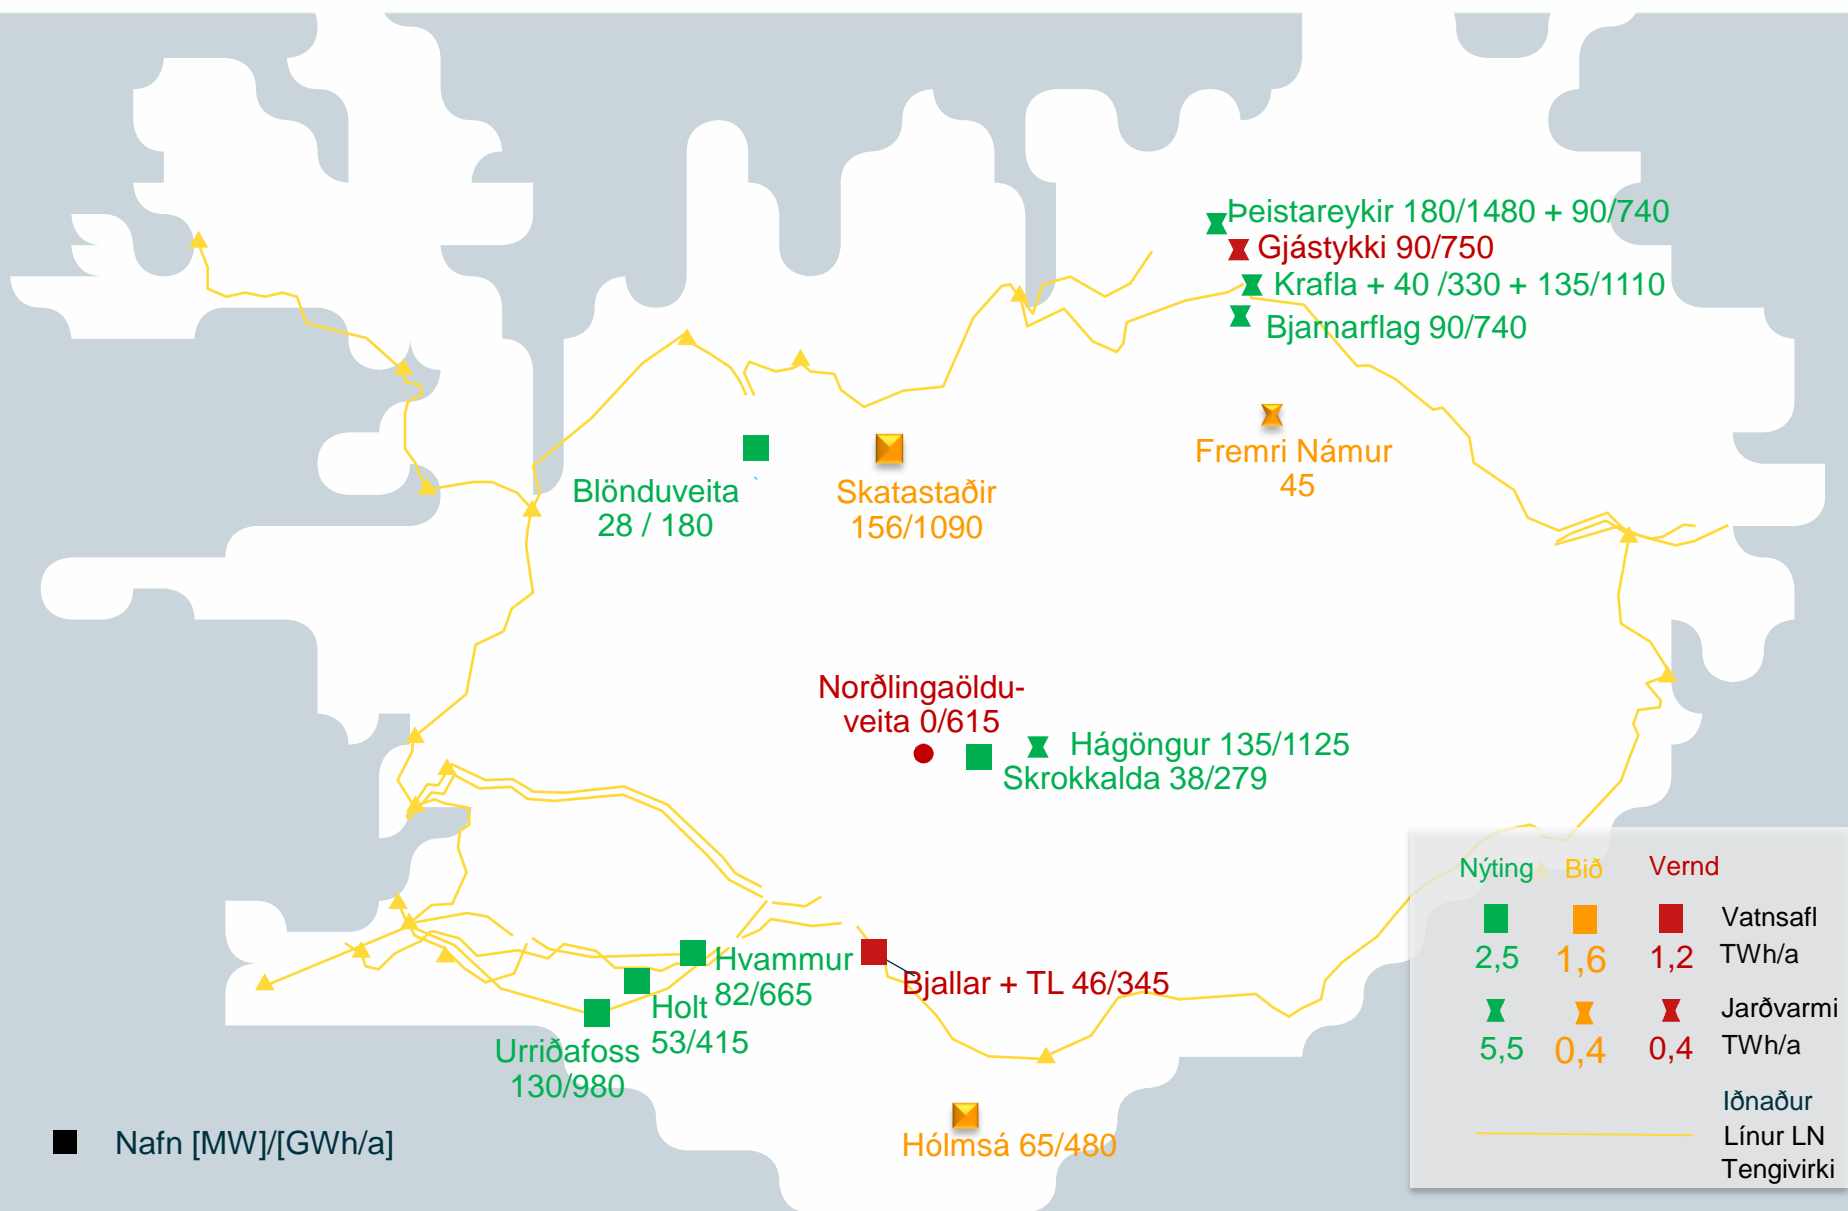 Þeistareykir 180/1480 + 90/740
Gjástykki 90/750
Krafla + 40 /330 + 135/1110
Bjarnarflag 90/740
Fremri Námur
45
Blönduveita
28 / 180
Skatastaðir
156/1090
Norðlingaöldu-
veita 0/615
Hágöngur 135/1125
Skrokkalda 38/279
Hvammur
82/665
Holt
53/415
Urriðafoss
130/980
Bjallar + TL 46/345
Hólmsá 65/480
Nafn [MW]/[GWh/a]
Nýting Bið Vernd
Vatnsafl
2,5 1,6 1,2 TWh/a
Jarðvarmi
5,5 0,4 0,4 TWh/a
Iðnaður
Línur LN
Tengivirki